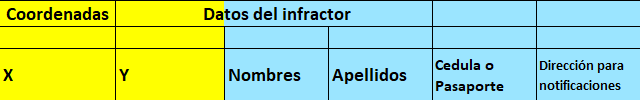 Coordenadas Datos del infractor
X Y Nombres Apellidos Cedula o Pasaporte Dirección para notificaciones